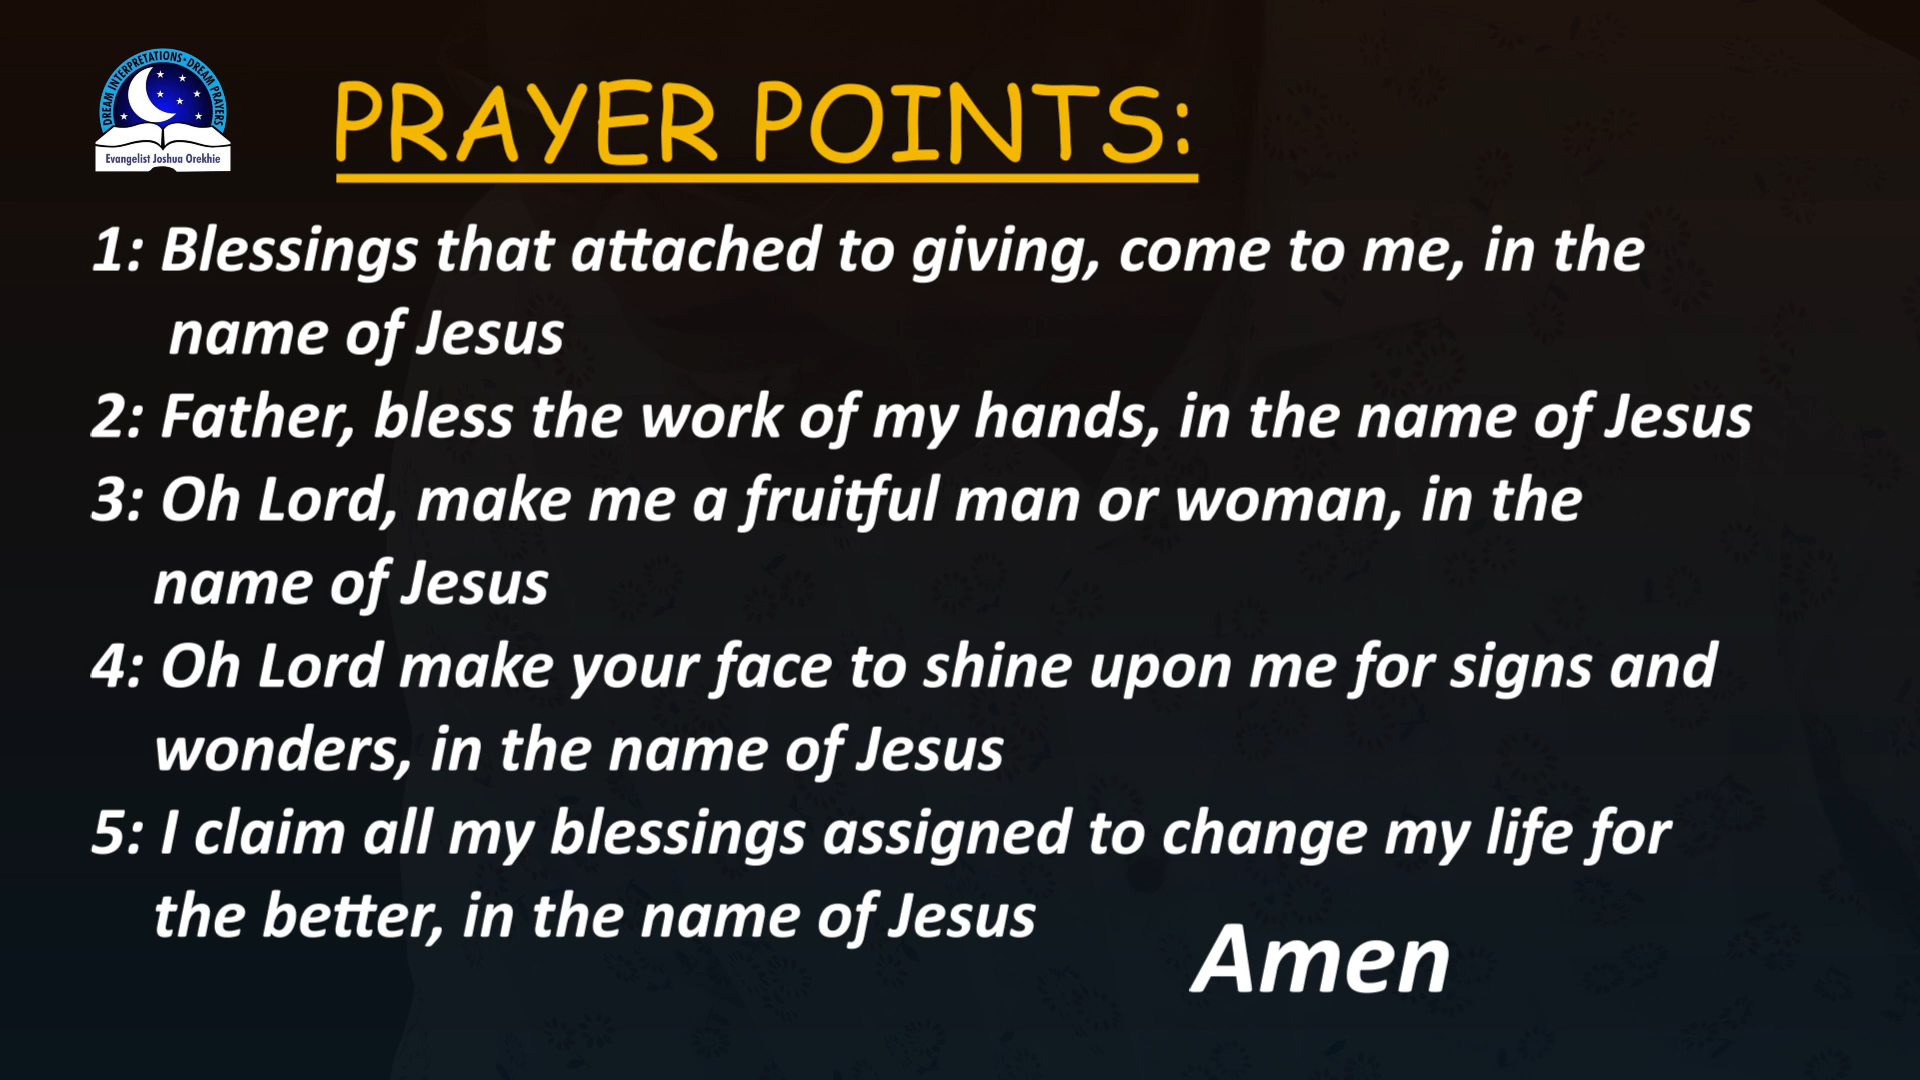 DREAM INTERPRETATIONS · DREAM PRAYERS
Evangelist Joshua Orekhie
PRAYER POINTS:
1: Blessings that attached to giving, come to me, in the
name of Jesus
2: Father, bless the work of my hands, in the name of Jesus
3: Oh Lord, make me a fruitful man or woman, in the
name of Jesus
4: Oh Lord make your face to shine upon me for signs and
wonders, in the name of Jesus
5: I claim all my blessings assigned to change my life for
the better, in the name of Jesus
Amen